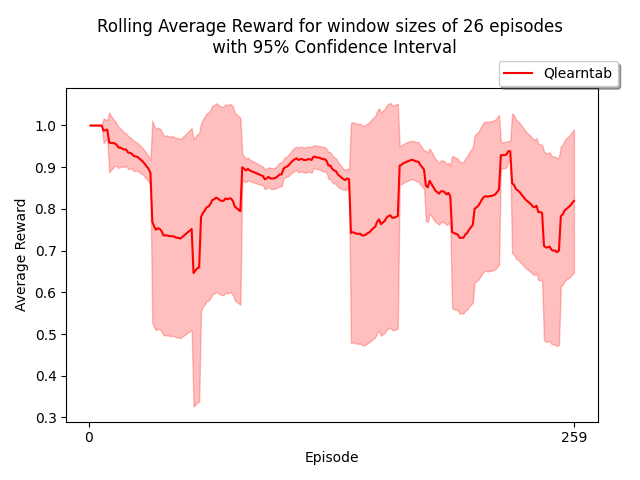 Rolling Average Reward for window sizes of 26 episodes
with 95% Confidence Interval
Qlearntab
1.0
0.9
0.8
0.7
0.6
0.5
0.4
0.3
Average Reward
0
259
Episode